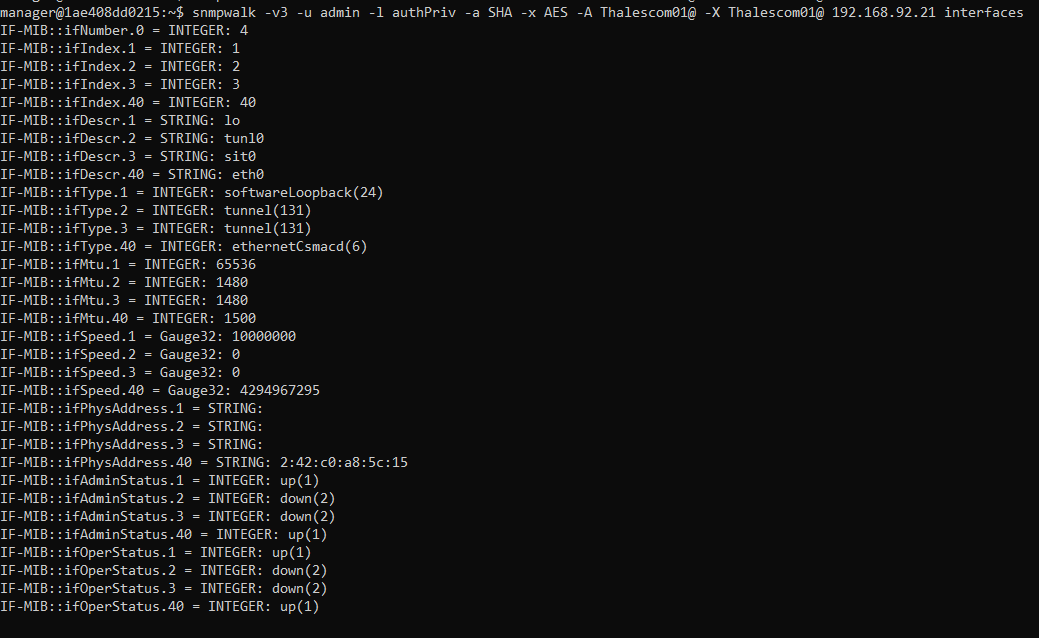 manager@1ae408dd0215:~$ snmpwalk -v3 -u admin -l authPriv -a SHA -x AES -A Thalescom01@ -X Thalescom01@ 192.168.92.21 interfaces
IF-MIB::ifNumber.0 = INTEGER: 4
IF-MIB::ifIndex.1 = INTEGER: 1
IF-MIB::ifIndex.2 = INTEGER: 2
IF-MIB::ifIndex.3 = INTEGER: 3
IF-MIB::ifIndex.40 = INTEGER: 40
IF-MIB::ifDescr.1 = STRING: lo
IF-MIB::ifDescr.2 = STRING: tunl0
IF-MIB::ifDescr.3 = STRING: sit0
IF-MIB::ifDescr.40 = STRING: eth0
IF-MIB::ifType.1 = INTEGER: softwareLoopback(24)
IF-MIB::ifType.2 = INTEGER: tunnel(131)
IF-MIB::ifType.3 = INTEGER: tunnel(131)
IF-MIB::ifType.40 = INTEGER: ethernetCsmacd(6)
IF-MIB::ifMtu.1 = INTEGER: 65536
IF-MIB::ifMtu.2 = INTEGER: 1480
IF-MIB::ifMtu.3 = INTEGER: 1480
IF-MIB::ifMtu.40 = INTEGER: 1500
IF-MIB::ifSpeed.1 = Gauge32: 10000000
IF-MIB::ifSpeed.2 = Gauge32: 0
IF-MIB::ifSpeed.3 = Gauge32: 0
IF-MIB::ifSpeed.40 = Gauge32: 4294967295
IF-MIB::ifPhysAddress.1 = STRING:
IF-MIB::ifPhysAddress.2 = STRING:
IF-MIB::ifPhysAddress.3 = STRING:
IF-MIB::ifPhysAddress.40 = STRING: 2:42:c0:a8:5c:15
IF-MIB::ifAdminStatus.1 = INTEGER: up(1)
IF-MIB::ifAdminStatus.2 = INTEGER: down(2)
IF-MIB::ifAdminStatus.3 = INTEGER: down(2)
IF-MIB::ifAdminStatus.40 = INTEGER: up(1)
IF-MIB::ifOperStatus.1 = INTEGER: up(1)
IF-MIB::ifOperStatus.2 = INTEGER: down(2)
IF-MIB::ifOperStatus.3 = INTEGER: down(2)
IF-MIB::ifOperStatus.40 = INTEGER: up(1)